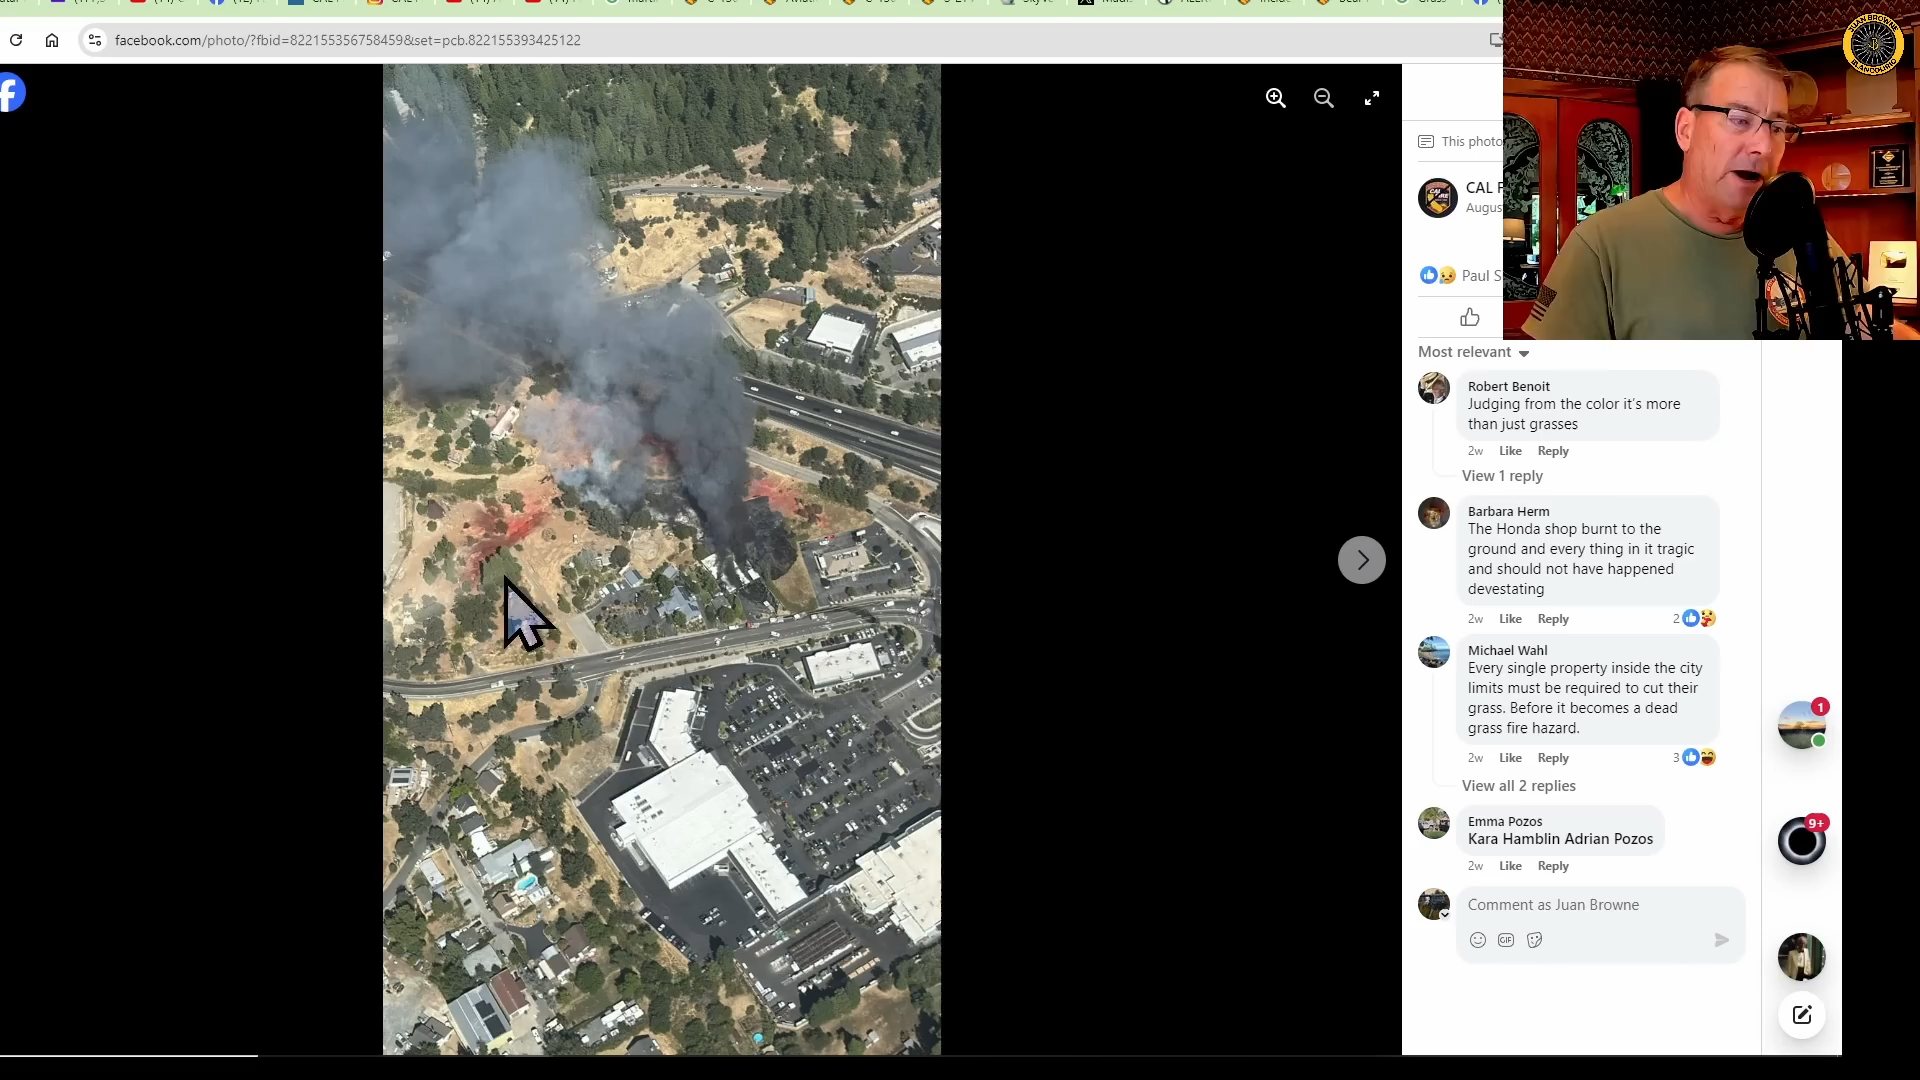 facebook.com/photo/?fbid=822155356758459&set=pcb.822155393425122
JUAN BROWNE
BLANCOLIRIO
This photo
CAL F
Augus
Paul S
Most relevant
Robert Benoit
Judging from the color it's more
than just grasses
2w Like Reply
View 1 reply
Barbara Herm
The Honda shop burnt to the
ground and every thing in it tragic
and should not have happened
devestating
2w Like Reply 2
Michael Wahl
Every single property inside the city
limits must be required to cut their
grass. Before it becomes a dead
grass fire hazard.
2w Like Reply 3
View all 2 replies
Emma Pozos
Kara Hamblin Adrian Pozos
2w Like Reply
Comment as Juan Browne
GIF
1
9+